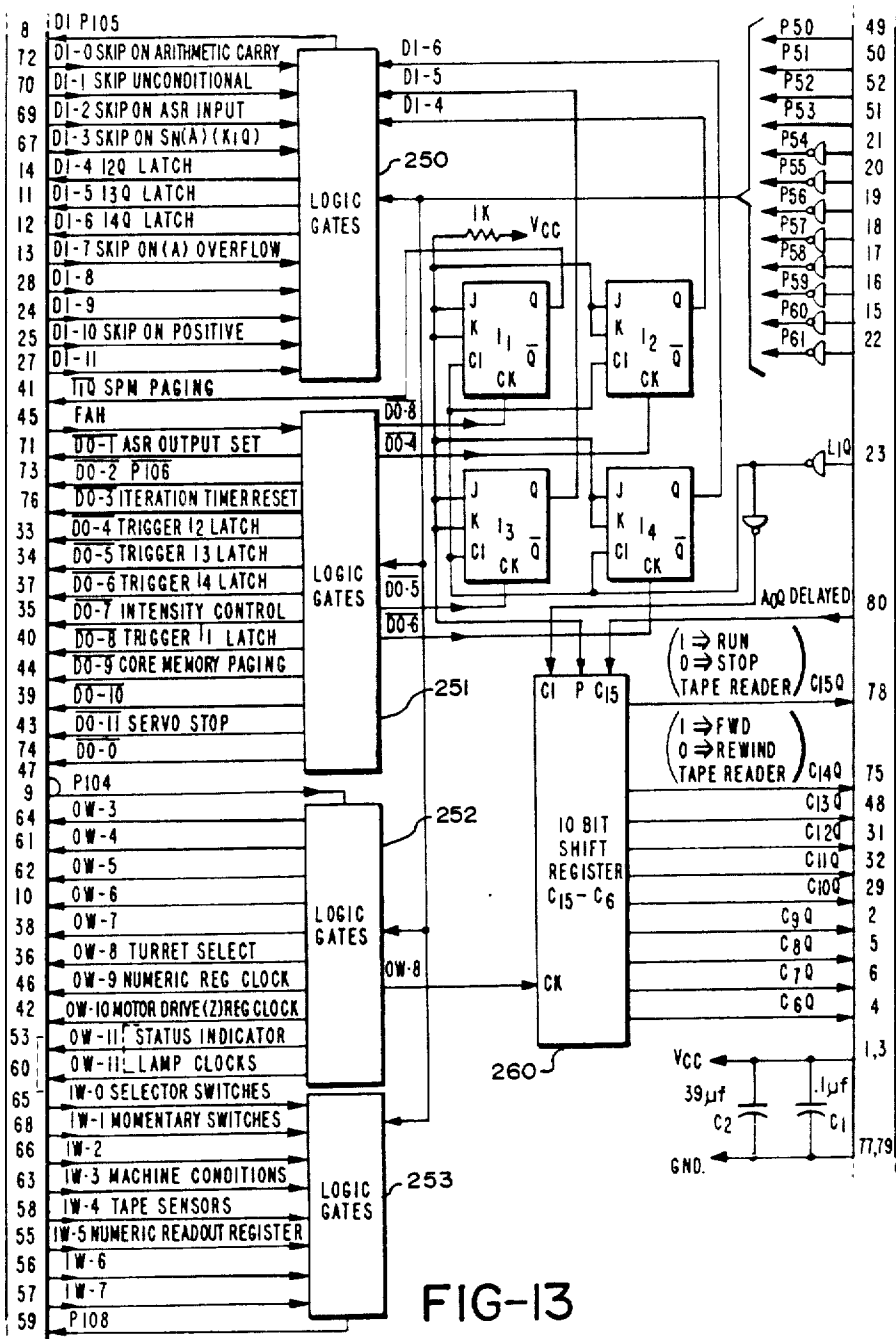 8 DI P105
72 DI-0 SKIP ON ARITHMETIC CARRY
70 DI-1 SKIP UNCONDITIONAL
69 DI-2 SKIP ON ASR INPUT
67 DI-3 SKIP ON SN(A)(K1Q)
14 DI-4 I2Q LATCH
11 DI-5 I3Q LATCH
12 DI-6 I4Q LATCH
13 DI-7 SKIP ON (A) OVERFLOW
28 DI-8
24 DI-9
25 DI-10 SKIP ON POSITIVE
27 DI-11
41 I1Q SPM PAGING
45 FAH
71 DO-1 ASR OUTPUT SET
73 DO-2 P106
76 DO-3 ITERATION TIMER RESET
33 DO-4 TRIGGER I2 LATCH
34 DO-5 TRIGGER I3 LATCH
37 DO-6 TRIGGER I4 LATCH
35 DO-7 INTENSITY CONTROL
40 DO-8 TRIGGER I1 LATCH
44 DO-9 CORE MEMORY PAGING
39 DO-10
43 DO-11 SERVO STOP
74 DO-0
47
9 P104
64 OW-3
61 OW-4
62 OW-5
10 OW-6
38 OW-7
36 OW-8 TURRET SELECT
46 OW-9 NUMERIC REG CLOCK
42 OW-10 MOTOR DRIVE (Z) REG CLOCK
53 OW-11 STATUS INDICATOR
60 OW-11 LAMP CLOCKS
65 IW-0 SELECTOR SWITCHES
68 IW-1 MOMENTARY SWITCHES
66 IW-2
63 IW-3 MACHINE CONDITIONS
58 IW-4 TAPE SENSORS
55 IW-5 NUMERIC READOUT REGISTER
56 IW-6
57 IW-7
59 P108
LOGIC
GATES
250
DI-6
DI-5
DI-4
1K
VCC
J Q
K I1
CI Q
CK
J Q
K I2
CI Q
CK
J Q
K I3
CI Q
CK
J Q
K I4
CI Q
CK
LOGIC
GATES
251
DO-8
DO-4
DO-5
DO-6
LOGIC
GATES
252
OW-8
LOGIC
GATES
253
P50 49
P51 50
P52 52
P53 51
P54 21
P55 20
P56 19
P57 18
P58 17
P59 16
P60 15
P61 22
L1Q 23
A0Q DELAYED 80
CI P C15
10 BIT
SHIFT
REGISTER
C15-C6
CK
260
(1 ⇒ RUN
0 ⇒ STOP
TAPE READER) C15Q 78
(1 ⇒ FWD
0 ⇒ REWIND
TAPE READER) C14Q 75
C13Q 48
C12Q 31
C11Q 32
C10Q 29
C9Q 2
C8Q 5
C7Q 6
C6Q 4
VCC 1,3
39μf C2
.1μf C1
GND. 77,79
FIG-13